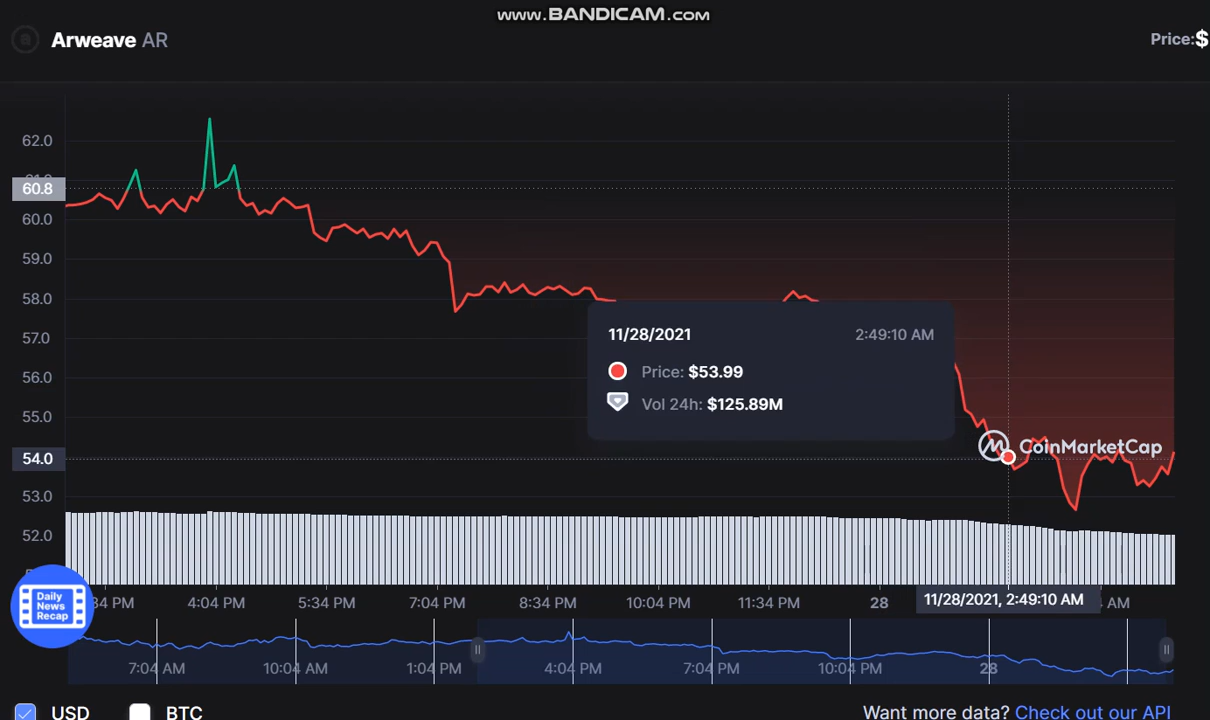 www.BANDICAM.com
Arweave AR
Price:$
62.0
60.8
60.0
59.0
58.0
57.0
56.0
55.0
54.0
53.0
52.0
11/28/2021 2:49:10 AM
Price: $53.99
Vol 24h: $125.89M
CoinMarketCap
Daily
News
Recap
34 PM 4:04 PM 5:34 PM 7:04 PM 8:34 PM 10:04 PM 11:34 PM 28 11/28/2021, 2:49:10 AM AM
7:04 AM 10:04 AM 1:04 PM 4:04 PM 7:04 PM 10:04 PM 28
USD BTC
Want more data? Check out our API